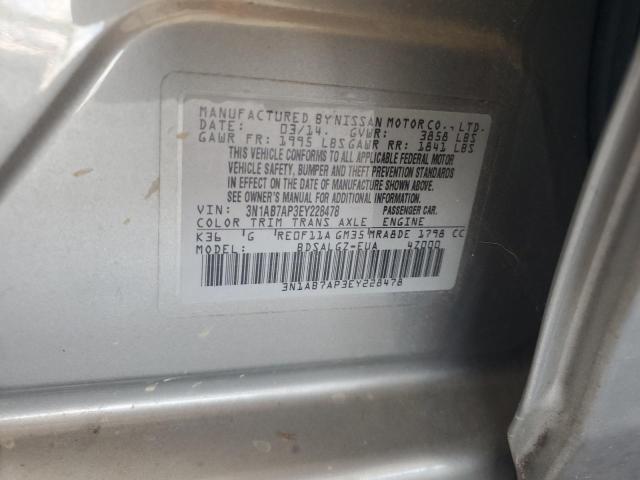 MANUFACTURED BY NISSAN MOTOR CO., LTD.
DATE: 03/14. GVWR: 3858 LBS
GAWR FR: 1995 LBS GAWR RR: 1841 LBS
THIS VEHICLE CONFORMS TO ALL APPLICABLE FEDERAL MOTOR
VEHICLE SAFETY, BUMPER AND THEFT PREVENTION STANDARDS
IN EFFECT ON THE DATE OF MANUFACTURE SHOWN ABOVE.
SEE OWNER'S MANUAL FOR ADDITIONAL INFORMATION.
VIN: 3N1AB7AP3EY228478 PASSENGER CAR.
COLOR TRIM TRANS AXLE ENGINE
K36 G RE0F11A GM35 MRA8DE 1798 CC
MODEL: BDSALGZ-EUA 4Z000
3N1AB7AP3EY228478